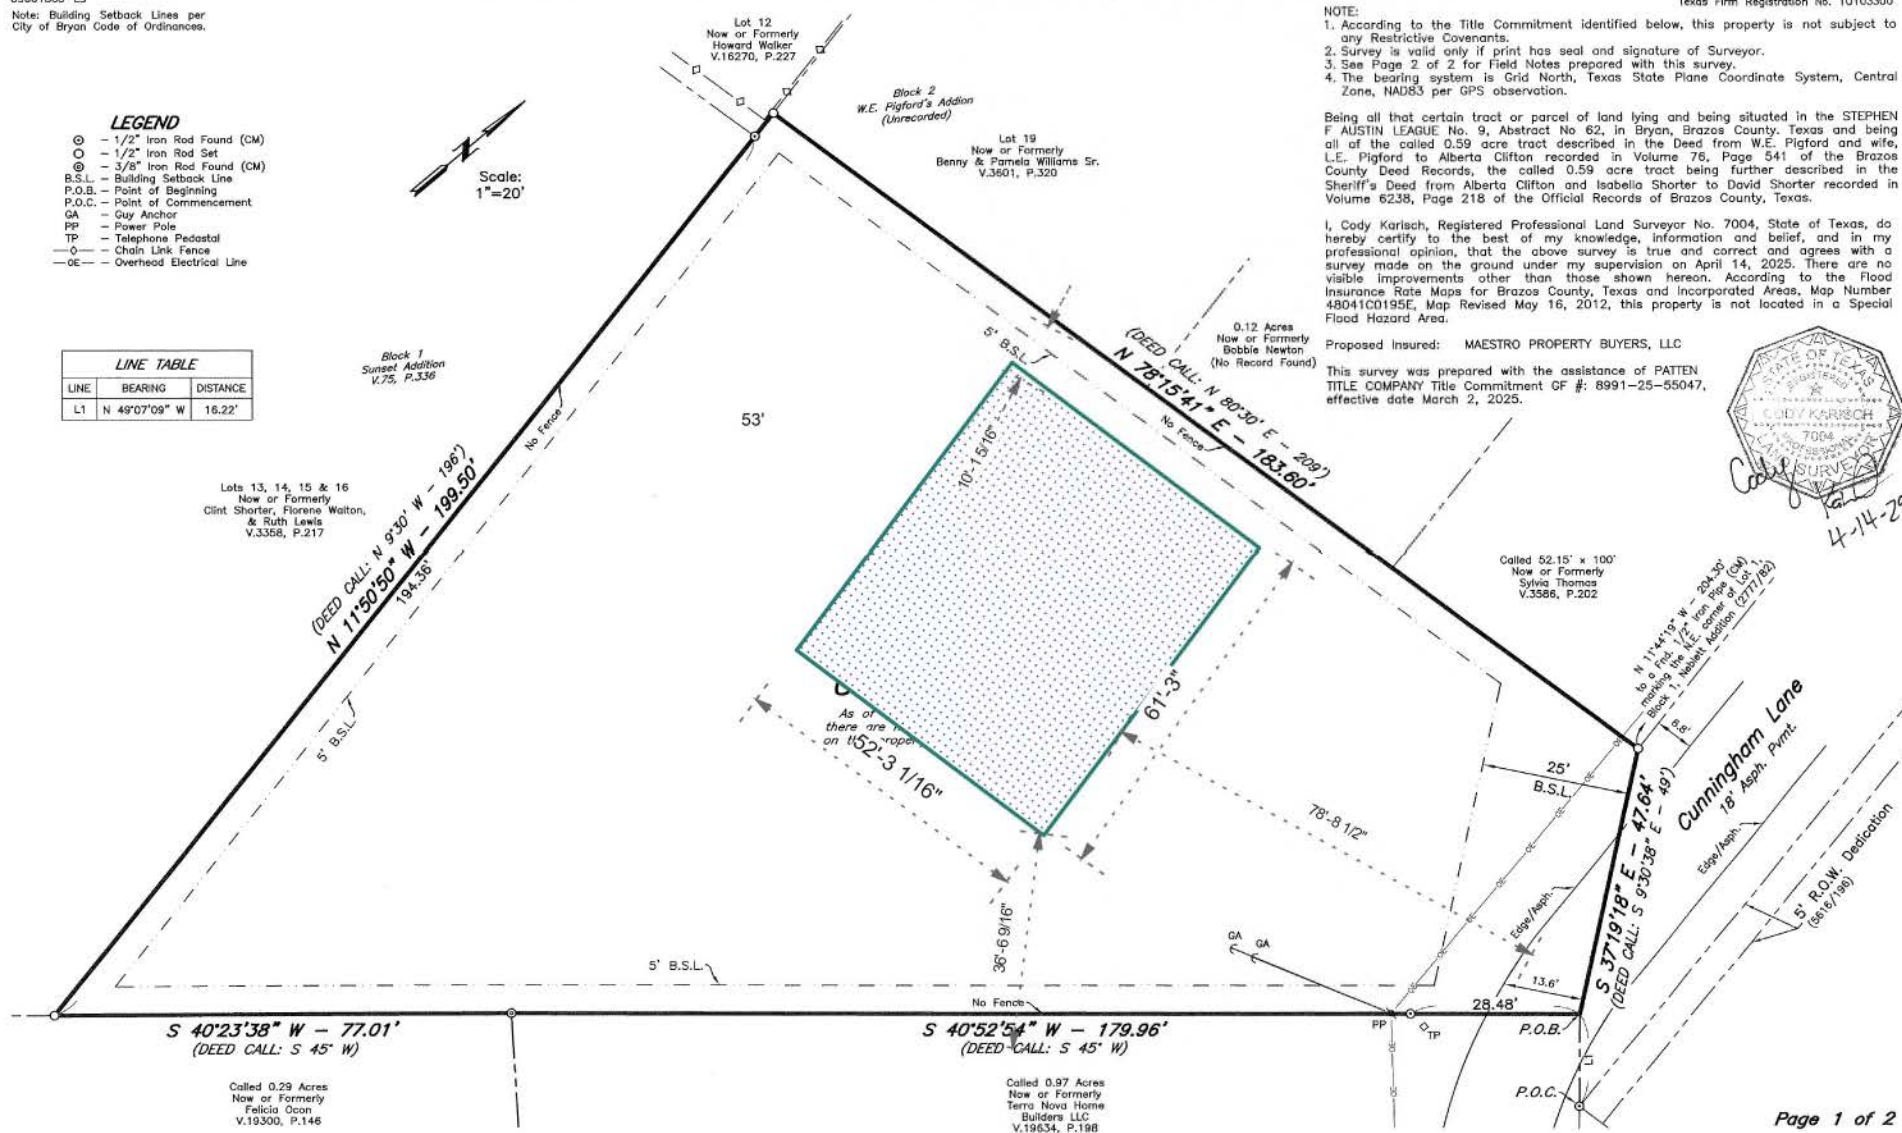 Note: Building Setback Lines per
City of Bryan Code of Ordinances.
LEGEND
– 1/2" Iron Rod Found (CM)
– 1/2" Iron Rod Set
– 3/8" Iron Rod Found (CM)
B.S.L. – Building Setback Line
P.O.B. – Point of Beginning
P.O.C. – Point of Commencement
GA – Guy Anchor
PP – Power Pole
TP – Telephone Pedastal
– Chain Link Fence
OE – Overhead Electrical Line
Scale:
1"=20'
LINE TABLE
LINE BEARING DISTANCE
L1 N 49°07'09" W 16.22'
Lot 12
Now or Formerly
Howard Walker
V.16270, P.227
Block 2
W.E. Pigford's Addion
(Unrecorded)
Lot 19
Now or Formerly
Benny & Pamela Williams Sr.
V.3601, P.320
Texas Firm Registration No. 10103300
NOTE:
1. According to the Title Commitment identified below, this property is not subject to
any Restrictive Covenants.
2. Survey is valid only if print has seal and signature of Surveyor.
3. See Page 2 of 2 for Field Notes prepared with this survey.
4. The bearing system is Grid North, Texas State Plane Coordinate System, Central
Zone, NAD83 per GPS observation.
Being all that certain tract or parcel of land lying and being situated in the STEPHEN
F AUSTIN LEAGUE No. 9, Abstract No 62, in Bryan, Brazos County. Texas and being
all of the called 0.59 acre tract described in the Deed from W.E. Pigford and wife,
L.E. Pigford to Alberta Clifton recorded in Volume 76, Page 541 of the Brazos
County Deed Records, the called 0.59 acre tract being further described in the
Sheriff's Deed from Alberta Clifton and Isabella Shorter to David Shorter recorded in
Volume 6238, Page 218 of the Official Records of Brazos County, Texas.
I, Cody Karisch, Registered Professional Land Surveyor No. 7004, State of Texas, do
hereby certify to the best of my knowledge, information and belief, and in my
professional opinion, that the above survey is true and correct and agrees with a
survey made on the ground under my supervision on April 14, 2025. There are no
visible improvements other than those shown hereon. According to the Flood
Insurance Rate Maps for Brazos County, Texas and Incorporated Areas, Map Number
48041C0195E, Map Revised May 16, 2012, this property is not located in a Special
Flood Hazard Area.
Proposed Insured: MAESTRO PROPERTY BUYERS, LLC
This survey was prepared with the assistance of PATTEN
TITLE COMPANY Title Commitment GF #: 8991-25-55047,
effective date March 2, 2025.
STATE OF TEXAS
REGISTERED
CODY KARISCH
7004
PROFESSIONAL
LAND SURVEYOR
Block 1
Sunset Addition
V.75, P.336
Lots 13, 14, 15 & 16
Now or Formerly
Clint Shorter, Florene Walton,
& Ruth Lewis
V.3358, P.217
(DEED CALL: N 9°30' W – 196')
N 11°50'50" W – 199.50'
194.36'
No Fence
5' B.S.L.
53'
5' B.S.L.
10'-1 5/16"
(DEED CALL: N 80°30' E – 209')
N 78°15'41" E – 183.60'
No Fence
0.12 Acres
Now or Formerly
Bobbie Newton
(No Record Found)
Called 52.15' x 100'
Now or Formerly
Sylvia Thomas
V.3586, P.202
N 11°44'19" W – 204.30'
to a Fnd. 1/2" Iron Pipe (CM)
marking the N.E. corner of Lot 1,
Block 1, Neblett Addition (277/82)
6.8'
Cunningham Lane
18' Asph. Pvmt.
Edge/Asph.
5' R.O.W. Dedication
(5616/196)
As of
there are
on
52'-3 1/16"
61'-3"
78'-8 1/2"
36'-6 9/16"
25'
B.S.L.
S 37°19'18" E – 47.64'
(DEED CALL: S 9°30'38" E – 49')
Edge/Asph.
GA GA
13.6'
28.48'
5' B.S.L.
No Fence
OE
PP
TP
P.O.B.
L1
P.O.C.
S 40°23'38" W – 77.01'
(DEED CALL: S 45° W)
S 40°52'54" W – 179.96'
(DEED CALL: S 45° W)
Called 0.29 Acres
Now or Formerly
Felicia Ocon
V.19300, P.146
Called 0.97 Acres
Now or Formerly
Terra Nova Home
Builders LLC
V.19634, P.198
Page 1 of 2